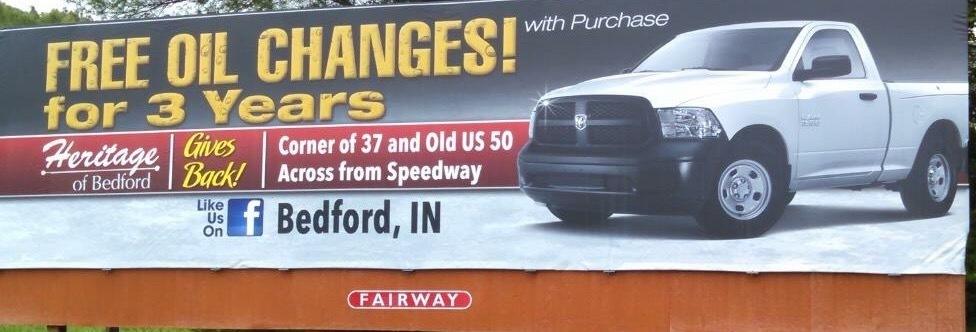 FREE OIL CHANGES!
with Purchase
for 3 Years
Heritage
of Bedford
Gives
Back!
Corner of 37 and Old US 50
Across from Speedway
Like
Us
On
f
Bedford, IN
FAIRWAY